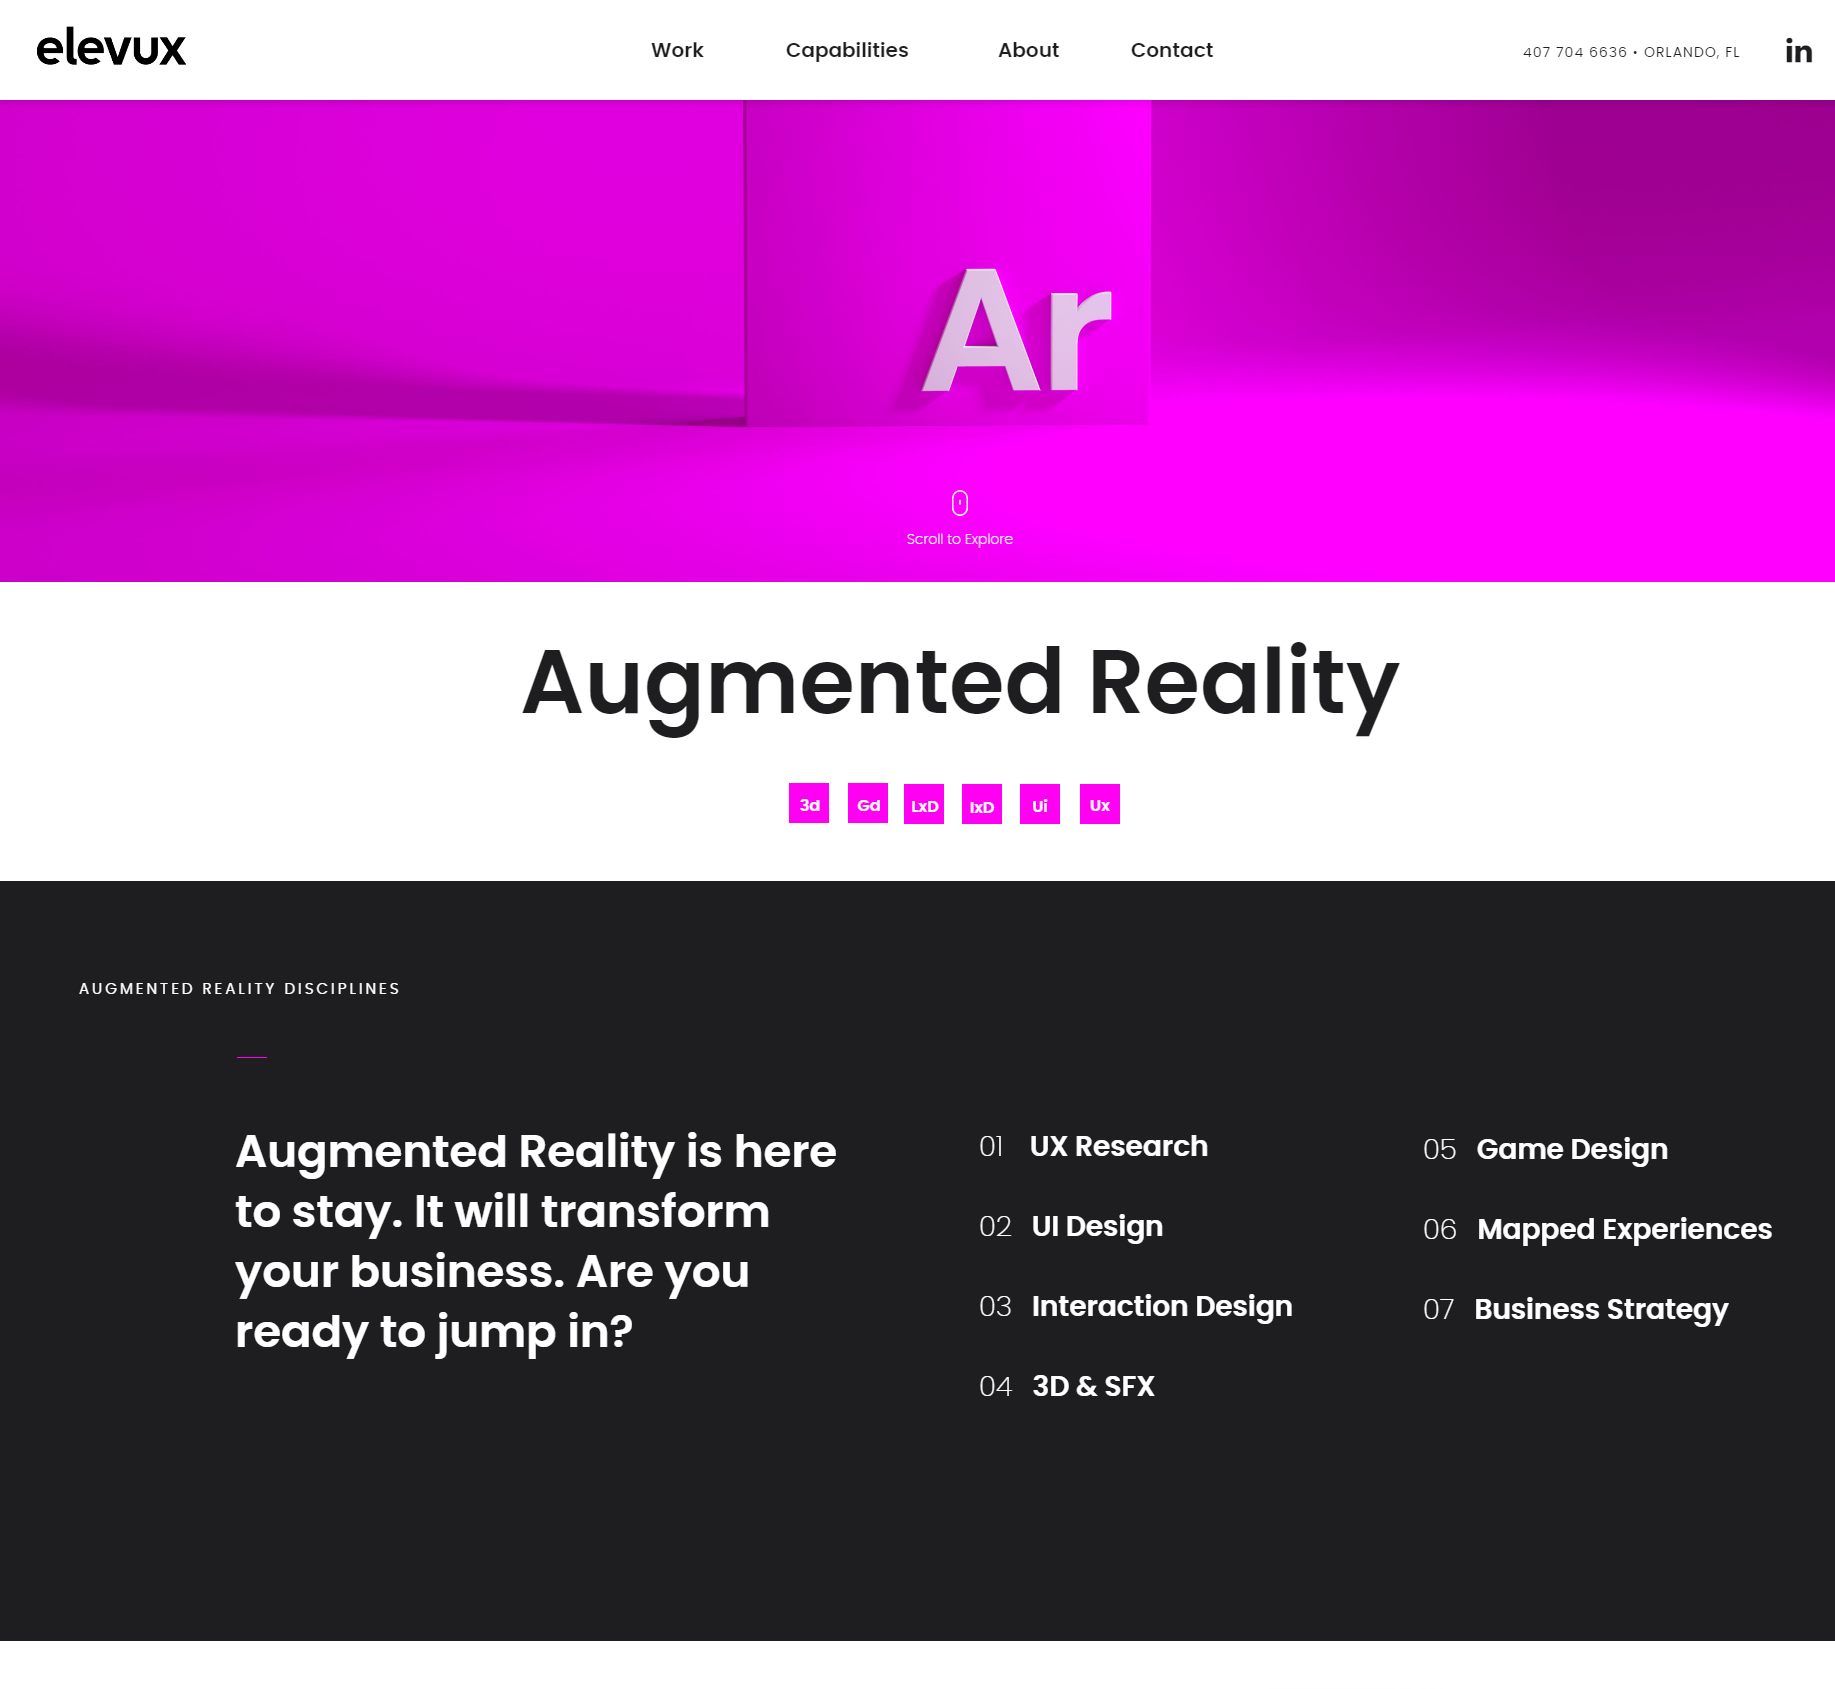 elevux
Work
Capabilities
About
Contact
407 704 6636 • ORLANDO, FL
in
Ar
Scroll to Explore
Augmented Reality
3d
Gd
LxD
IxD
Ui
Ux
AUGMENTED REALITY DISCIPLINES
Augmented Reality is here
to stay. It will transform
your business. Are you
ready to jump in?
01 UX Research
02 UI Design
03 Interaction Design
04 3D & SFX
05 Game Design
06 Mapped Experiences
07 Business Strategy